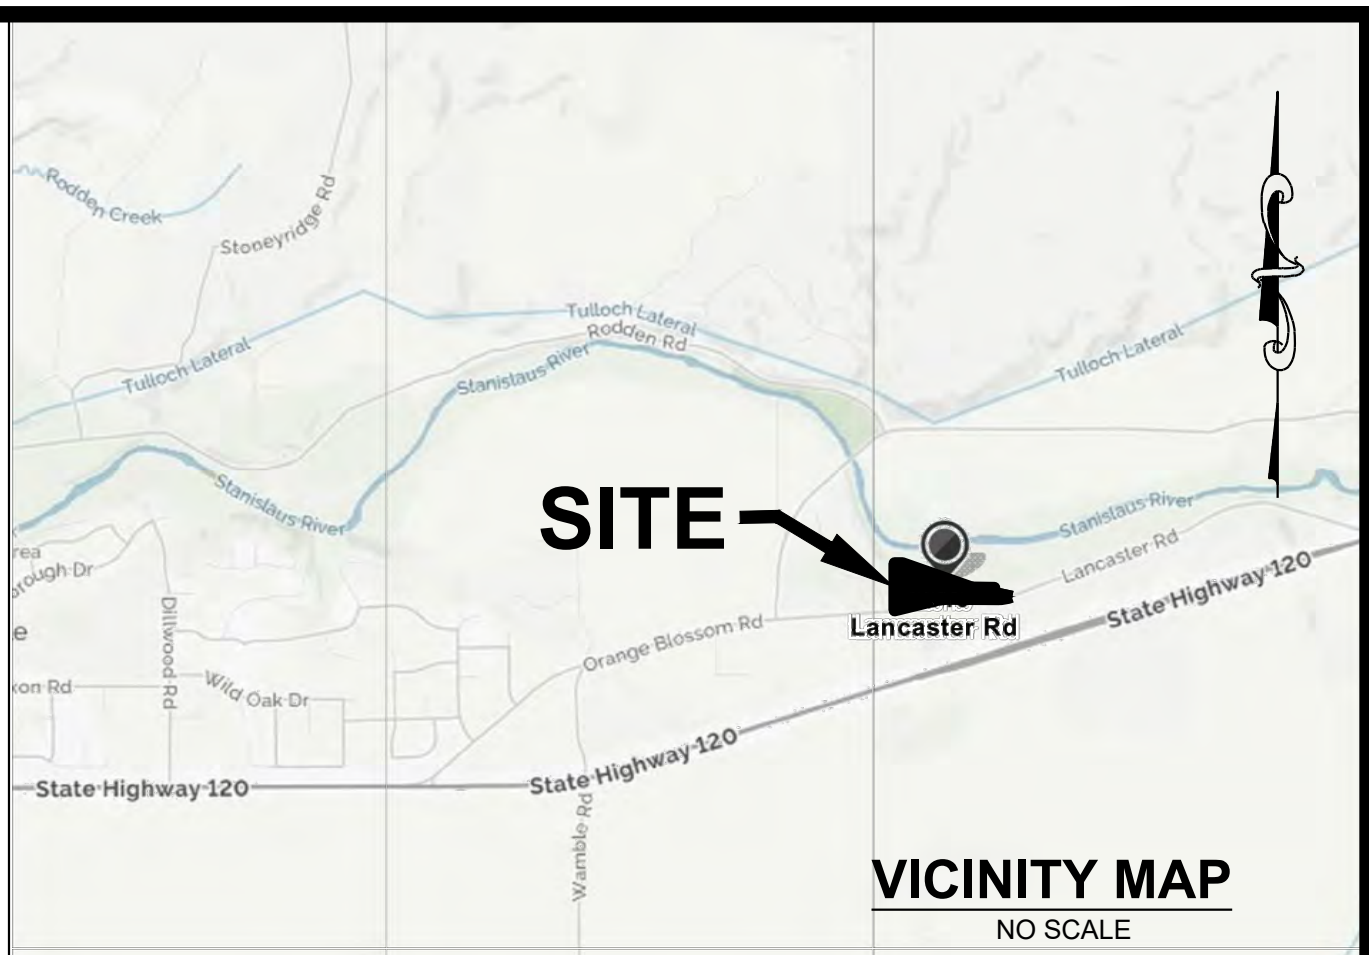 Rodden Creek
Stoneyridge Rd
Tulloch Lateral
Rodden Rd
Tulloch Lateral
Tulloch Lateral
Stanislaus River
Stanislaus River
SITE
Stanislaus River
Lancaster Rd
rea
orough Dr
State Highway 120
Lancaster Rd
e
Dillwood Rd
Orange Blossom Rd
xon Rd
Wild Oak Dr
State Highway 120
State Highway 120
Wamble Rd
VICINITY MAP
NO SCALE